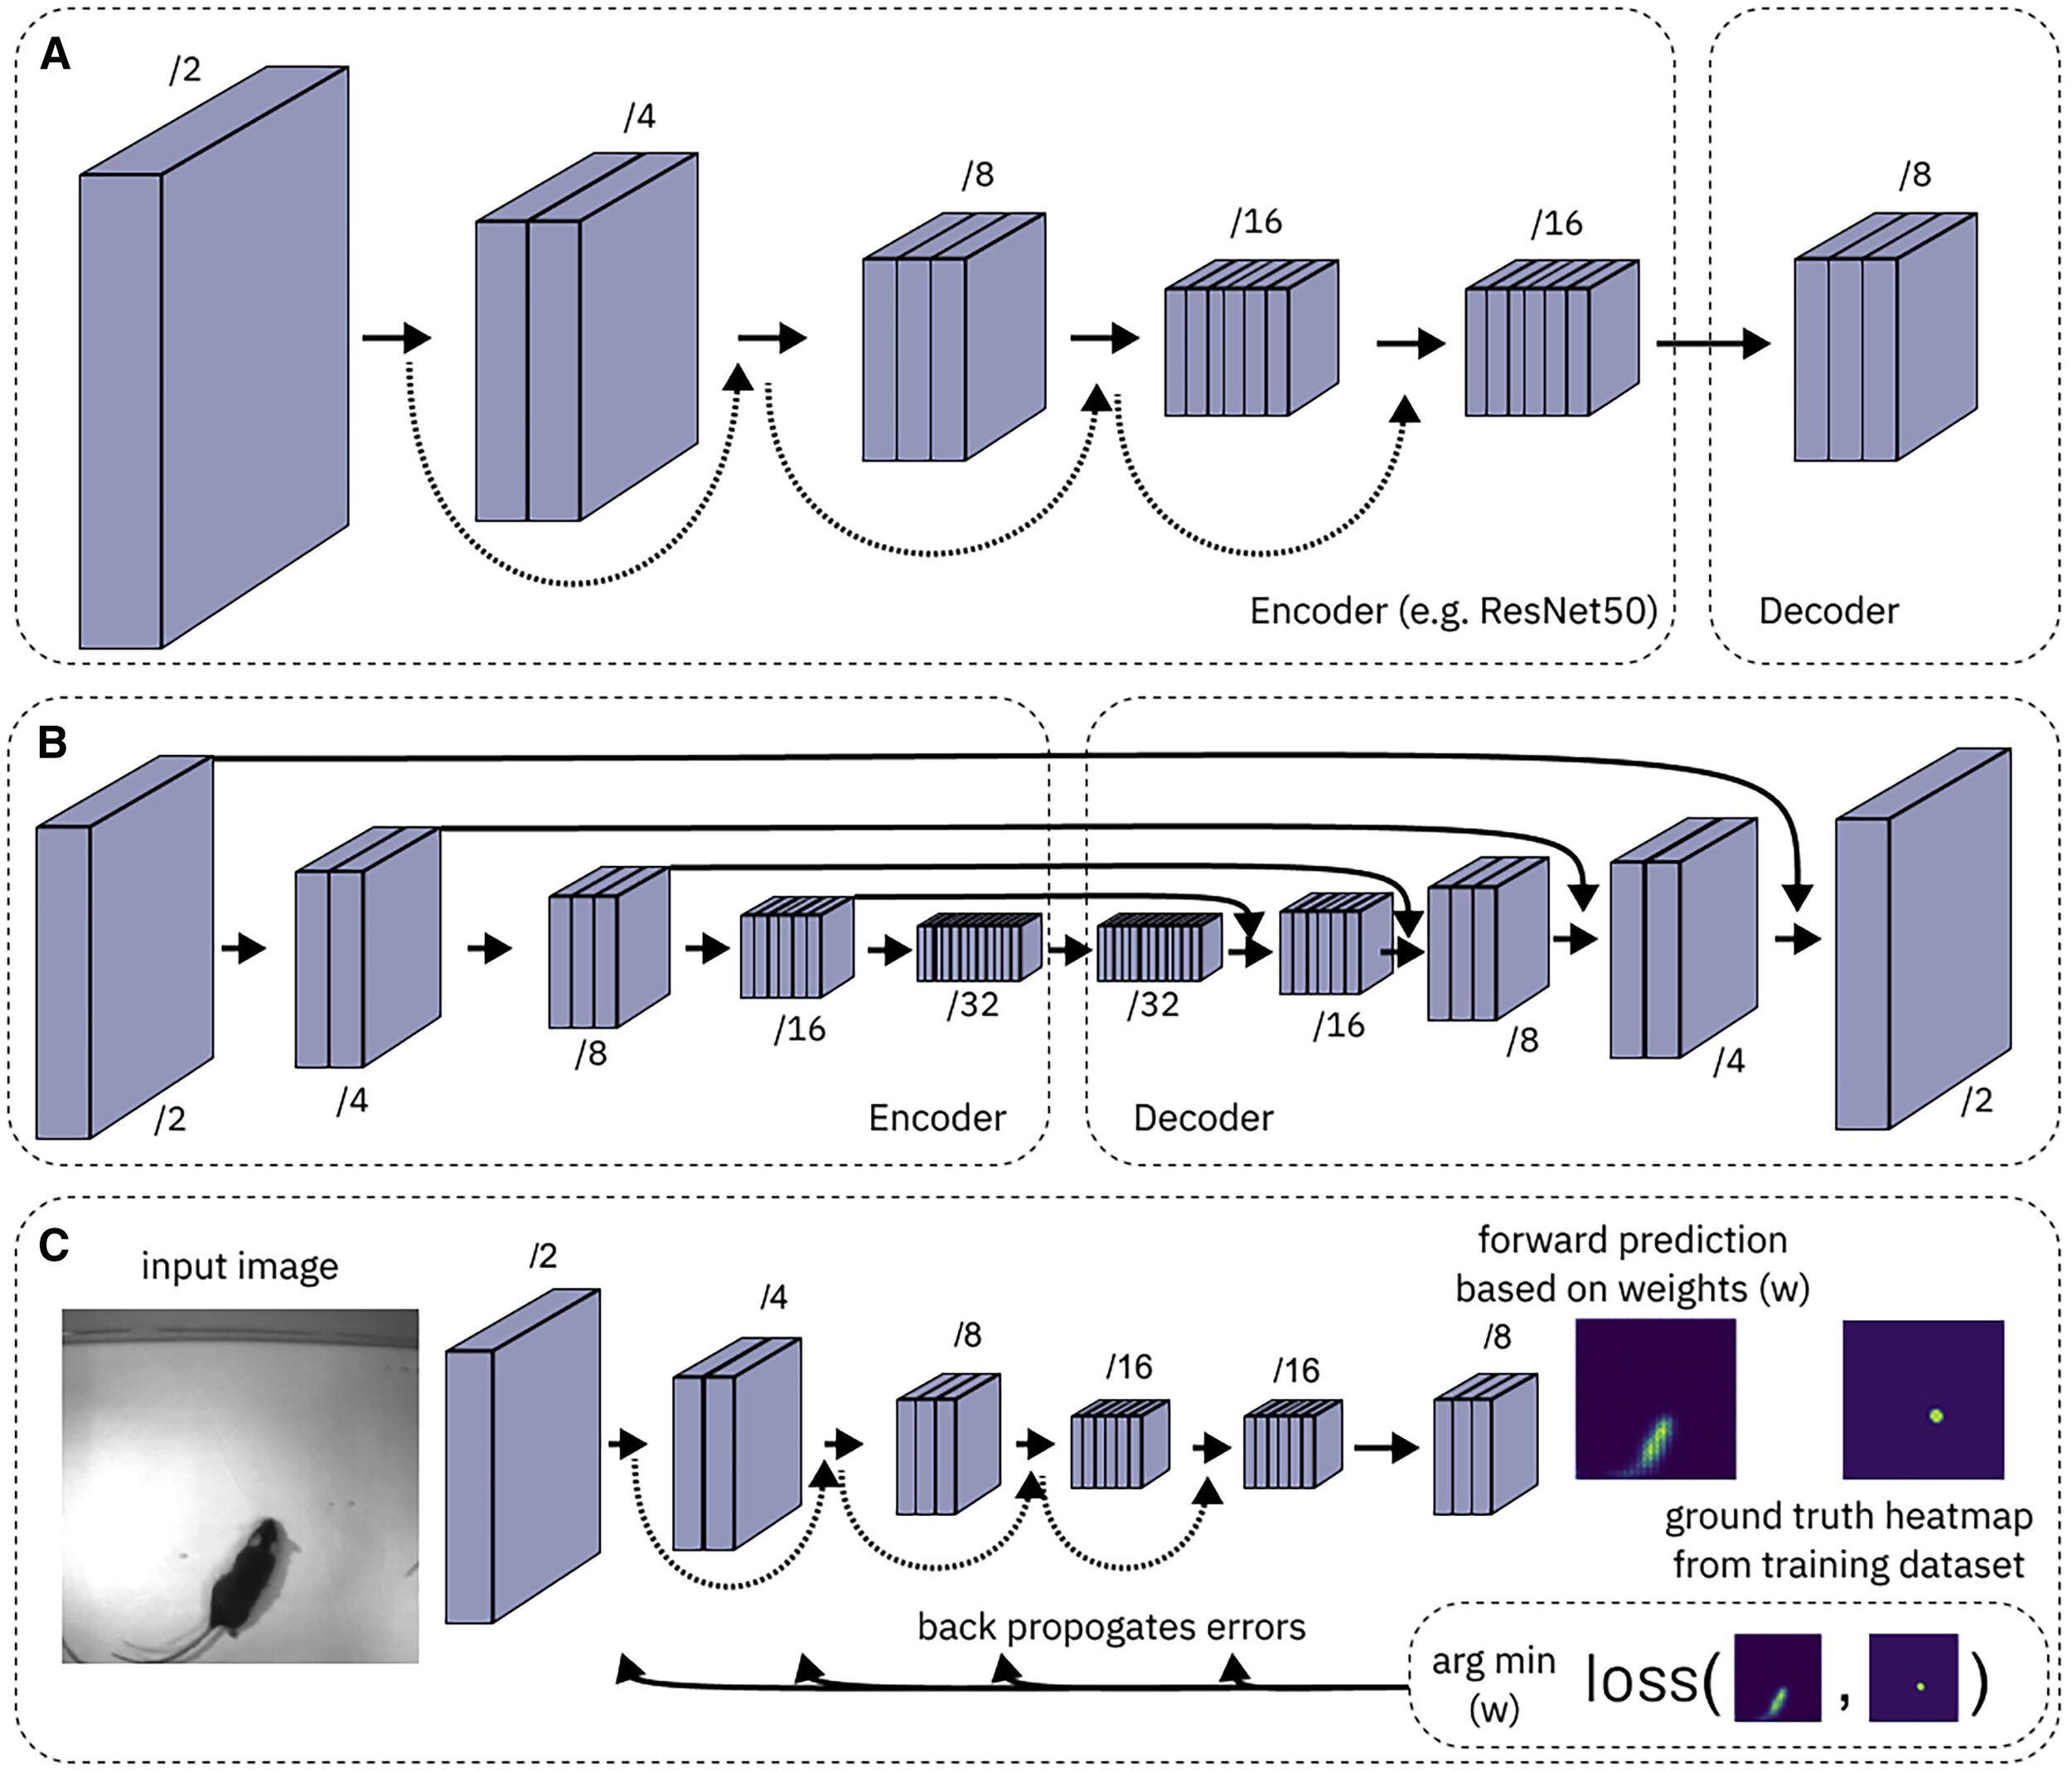 A
/2
/4
/8
/16
/16
/8
Encoder (e.g. ResNet50)
Decoder
B
/2
/4
/8
/16
/32
/32
/16
/8
/4
/2
Encoder
Decoder
C
input image
/2
/4
/8
/16
/16
/8
forward prediction
based on weights (w)
ground truth heatmap
from training dataset
back propogates errors
arg min
(w)
loss( , )